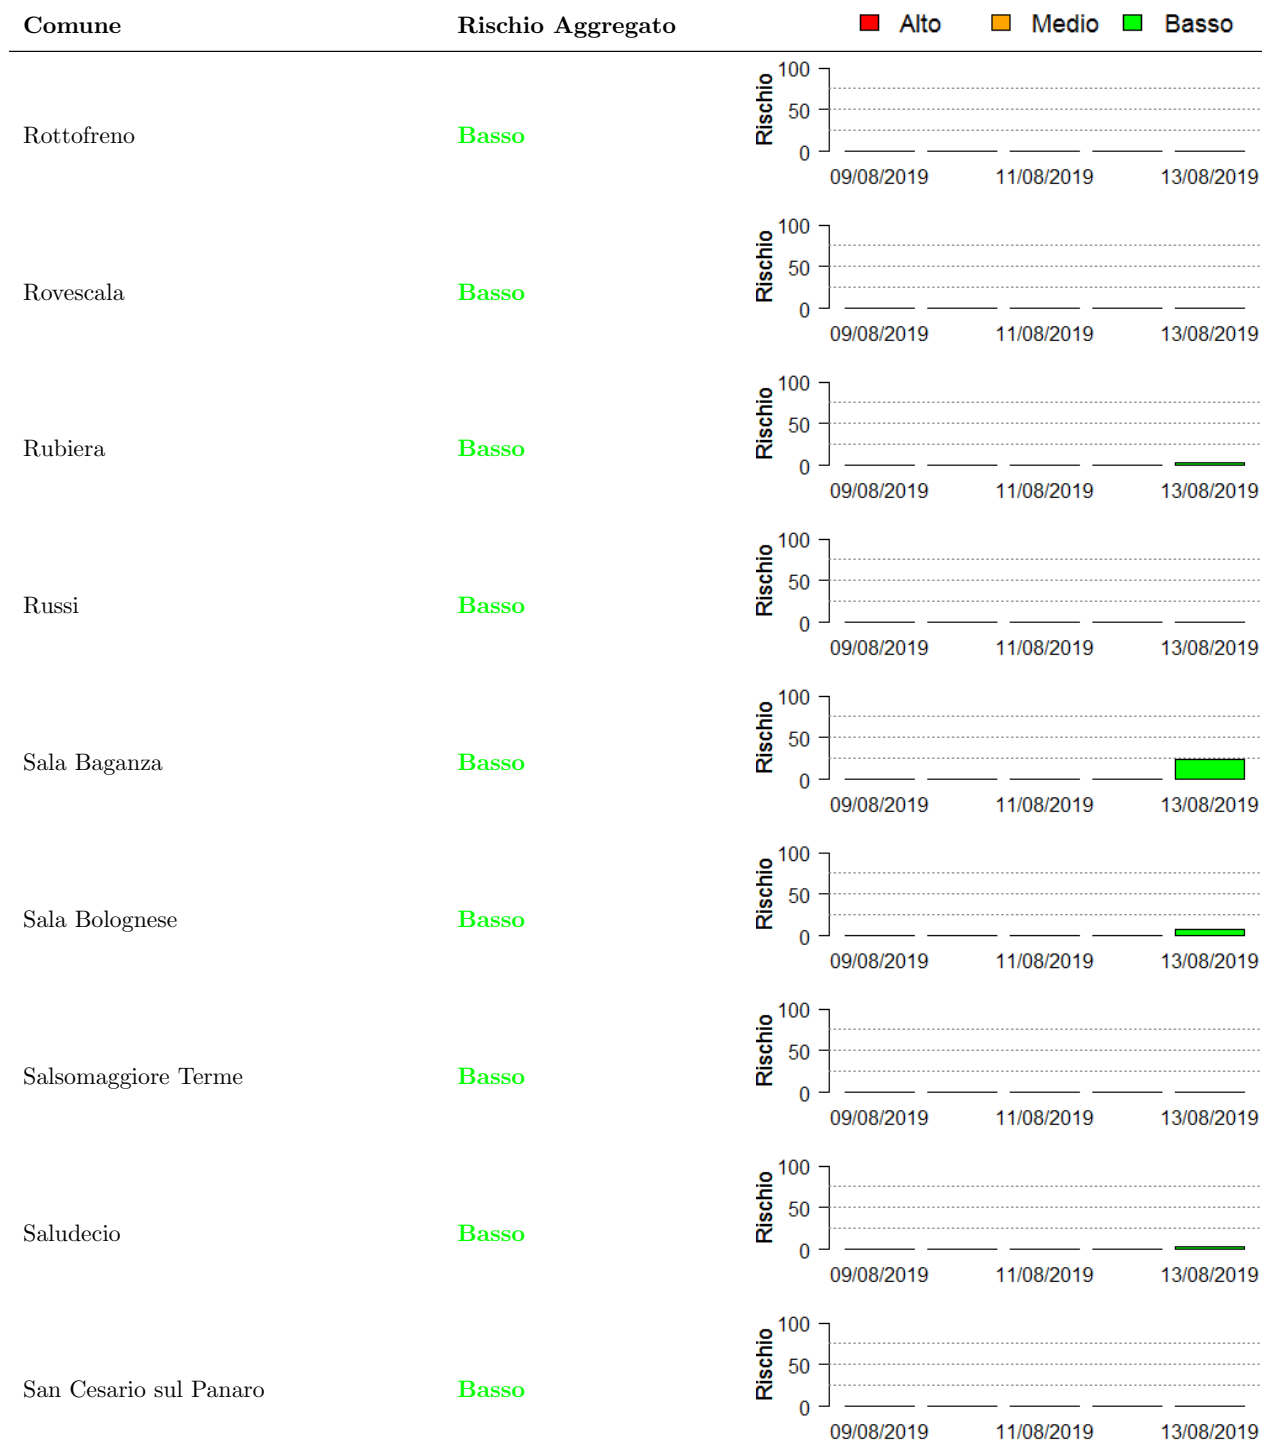 Comune Rischio Aggregato Alto Medio Basso
Rottofreno Basso
Rischio
100
50
0
09/08/2019 11/08/2019 13/08/2019
Rovescala Basso
Rischio
100
50
0
09/08/2019 11/08/2019 13/08/2019
Rubiera Basso
Rischio
100
50
0
09/08/2019 11/08/2019 13/08/2019
Russi Basso
Rischio
100
50
0
09/08/2019 11/08/2019 13/08/2019
Sala Baganza Basso
Rischio
100
50
0
09/08/2019 11/08/2019 13/08/2019
Sala Bolognese Basso
Rischio
100
50
0
09/08/2019 11/08/2019 13/08/2019
Salsomaggiore Terme Basso
Rischio
100
50
0
09/08/2019 11/08/2019 13/08/2019
Saludecio Basso
Rischio
100
50
0
09/08/2019 11/08/2019 13/08/2019
San Cesario sul Panaro Basso
Rischio
100
50
0
09/08/2019 11/08/2019 13/08/2019